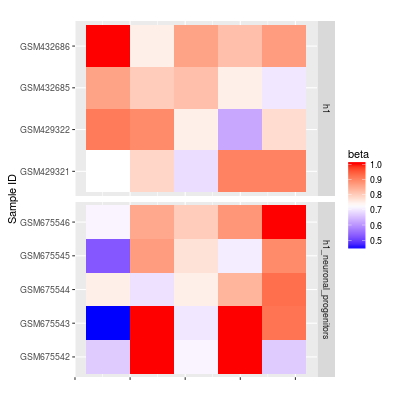 Sample ID
GSM432686
GSM432685
GSM429322
GSM429321
h1
GSM675546
GSM675545
GSM675544
GSM675543
GSM675542
h1_neuronal_progenitors
beta
1.0
0.9
0.8
0.7
0.6
0.5